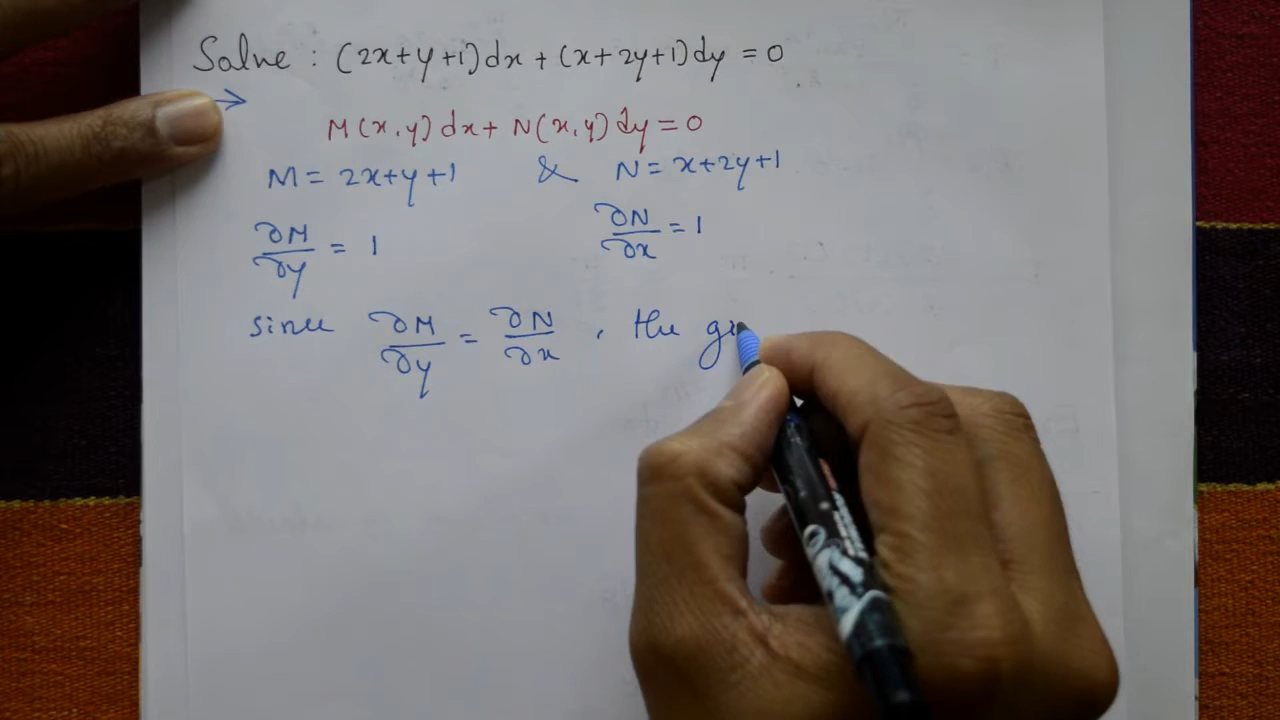 Solve : (2x+y+1)dx + (x+2y+1)dy = 0
M(x,y)dx + N(x,y)dy = 0
M = 2x+y+1 & N = x+2y+1
∂M/∂y = 1 ∂N/∂x = 1
since ∂M/∂y = ∂N/∂x , the gi